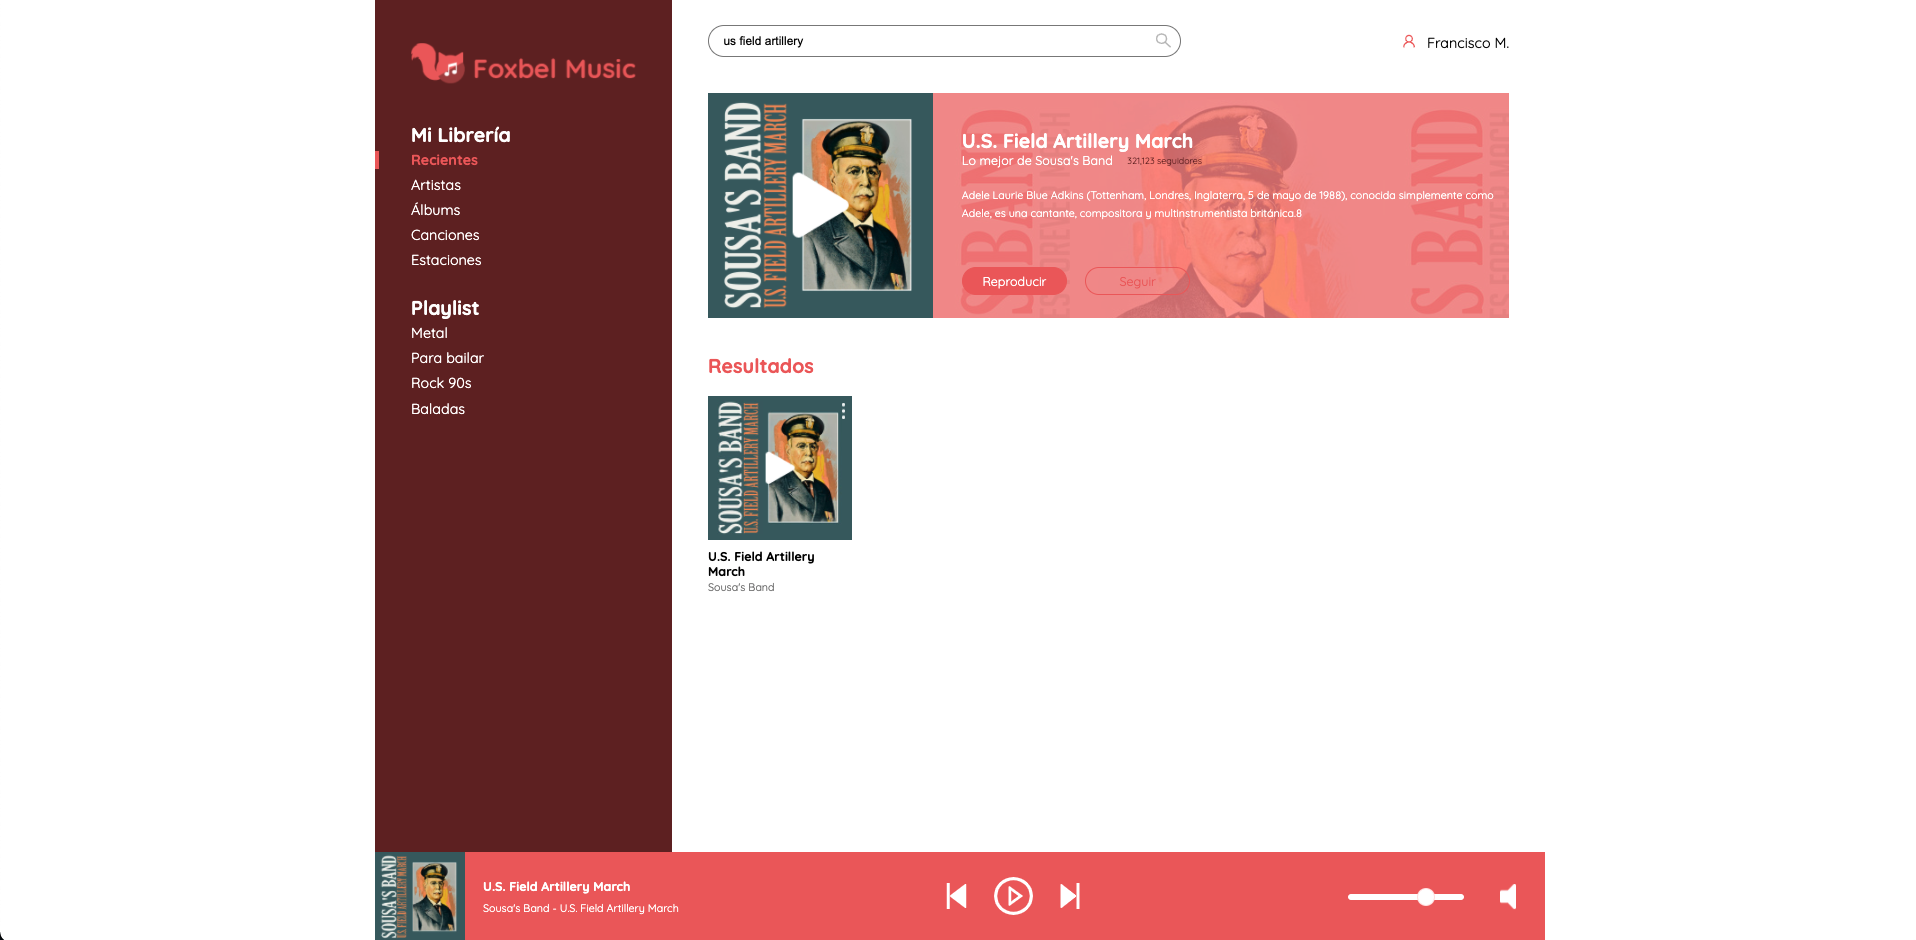 Foxbel Music
Mi Librería
Recientes
Artistas
Álbums
Canciones
Estaciones
Playlist
Metal
Para bailar
Rock 90s
Baladas
us field artillery
Francisco M.
SOUSA'S BAND
U.S. FIELD ARTILLERY MARCH
U.S. Field Artillery March
Lo mejor de Sousa's Band 321,123 seguidores
Adele Laurie Blue Adkins (Tottenham, Londres, Inglaterra, 5 de mayo de 1988), conocida simplemente como
Adele, es una cantante, compositora y multinstrumentista británica.8
Reproducir
Seguir
Resultados
SOUSA'S BAND
U.S. FIELD ARTILLERY MARCH
U.S. Field Artillery
March
Sousa's Band
SOUSA'S BAND
U.S. FIELD ARTILLERY MARCH
U.S. Field Artillery March
Sousa's Band - U.S. Field Artillery March